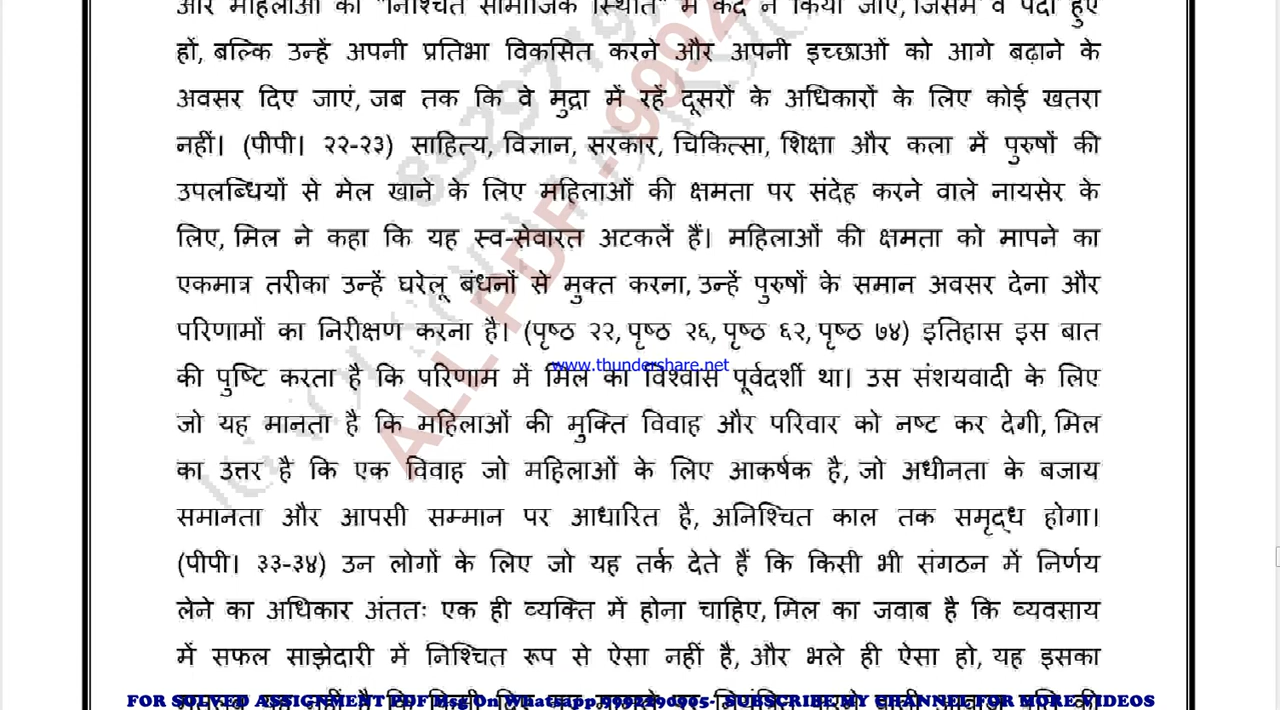 और महिलाओं को "निश्चित सामाजिक स्थिति" में कैद न किया जाए, जिसमें वे पैदा हुए
हों, बल्कि उन्हें अपनी प्रतिभा विकसित करने और अपनी इच्छाओं को आगे बढ़ाने के
अवसर दिए जाएं, जब तक कि वे मुद्रा में रहें दूसरों के अधिकारों के लिए कोई खतरा
नहीं। (पीपी। २२-२३) साहित्य, विज्ञान, सरकार, चिकित्सा, शिक्षा और कला में पुरुषों की
उपलब्धियों से मेल खाने के लिए महिलाओं की क्षमता पर संदेह करने वाले नायसेर के
लिए, मिल ने कहा कि यह स्व-सेवारत अटकलें हैं। महिलाओं की क्षमता को मापने का
एकमात्र तरीका उन्हें घरेलू बंधनों से मुक्त करना, उन्हें पुरुषों के समान अवसर देना और
परिणामों का निरीक्षण करना है। (पृष्ठ २२, पृष्ठ २६, पृष्ठ ६२, पृष्ठ ७४) इतिहास इस बात
www.thundershare.net
की पुष्टि करता है कि परिणाम में मिल का विश्वास पूर्वदर्शी था। उस संशयवादी के लिए
जो यह मानता है कि महिलाओं की मुक्ति विवाह और परिवार को नष्ट कर देगी, मिल
का उत्तर है कि एक विवाह जो महिलाओं के लिए आकर्षक है, जो अधीनता के बजाय
समानता और आपसी सम्मान पर आधारित है, अनिश्चित काल तक समृद्ध होगा।
(पीपी। ३३-३४) उन लोगों के लिए जो यह तर्क देते हैं कि किसी भी संगठन में निर्णय
लेने का अधिकार अंततः एक ही व्यक्ति में होना चाहिए, मिल का जवाब है कि व्यवसाय
में सफल साझेदारी में निश्चित रूप से ऐसा नहीं है, और भले ही ऐसा हो, यह इसका
FOR SOLVED ASSIGNMENT PDF Msg On Whatsapp 9992290905- SUBSCRIBE MY CHANNEL FOR MORE VIDEOS
ALL PDF